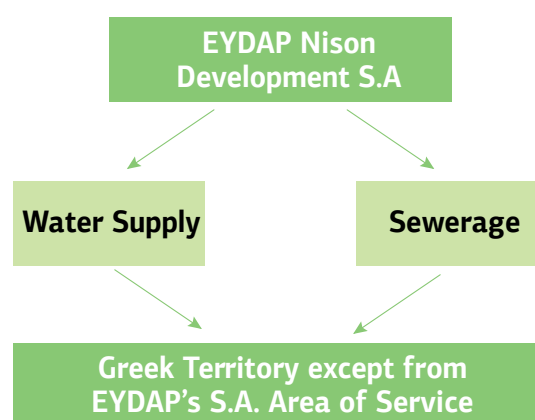 EYDAP Nison
Development S.A
Water Supply
Sewerage
Greek Territory except from
EYDAP's S.A. Area of Service